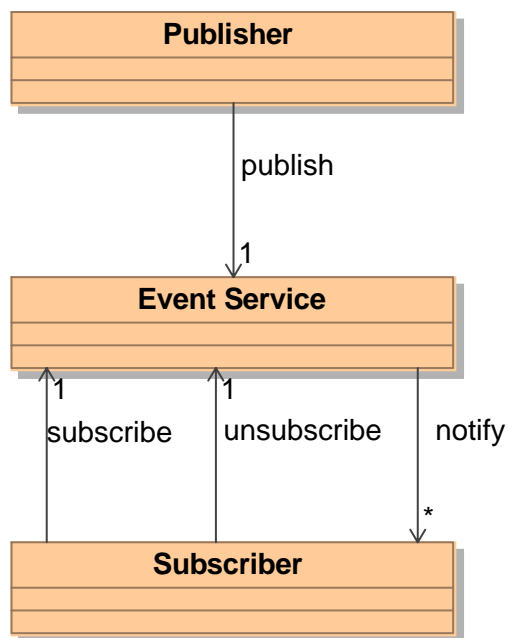 Publisher
publish
1
Event Service
1
1
subscribe
unsubscribe
notify
*
Subscriber